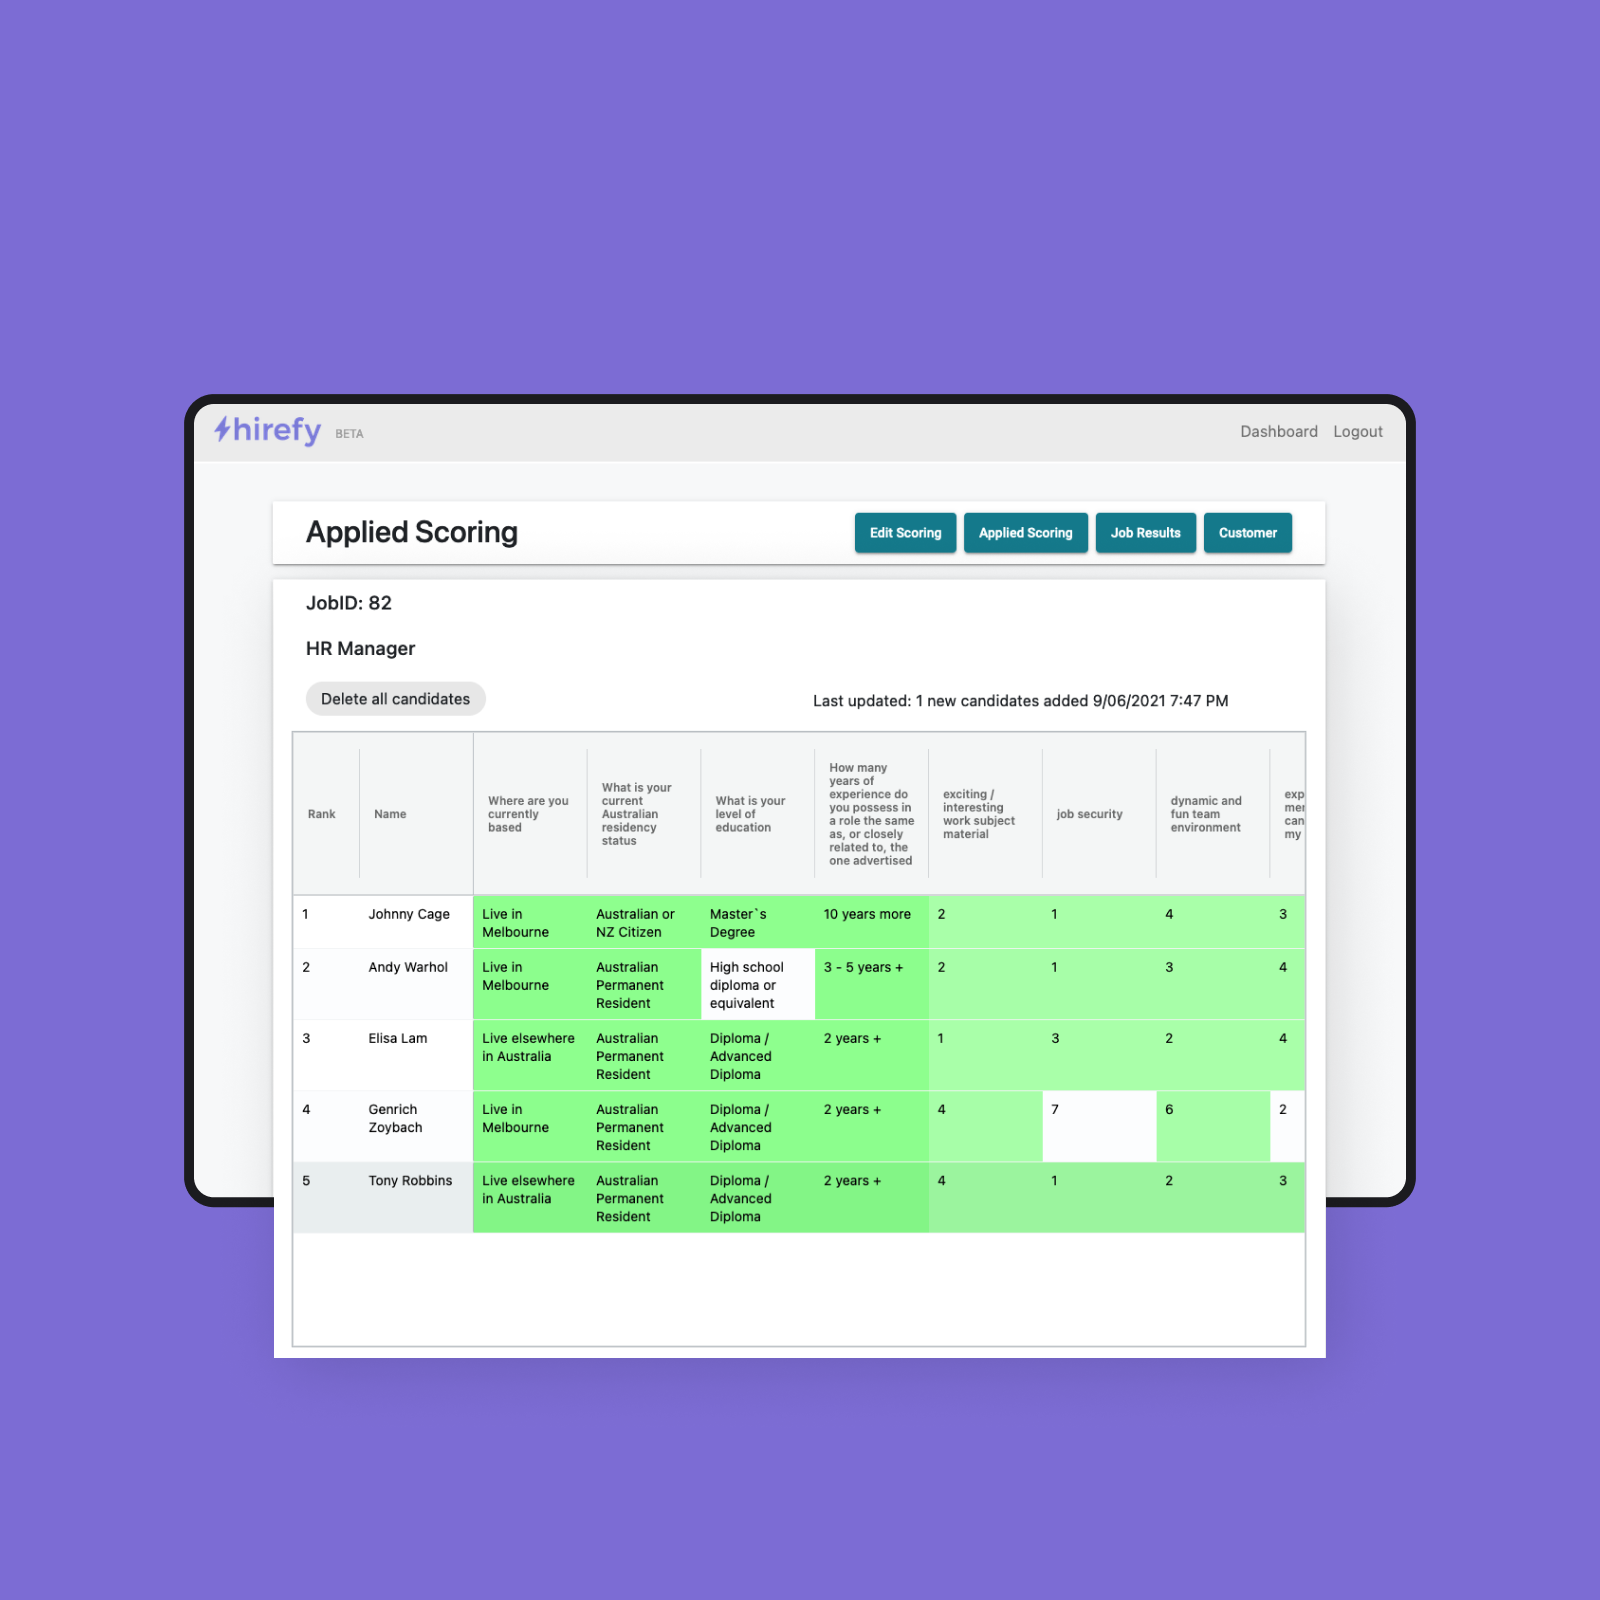 hirefy BETA
Dashboard Logout
Applied Scoring
Edit Scoring
Applied Scoring
Job Results
Customer
JobID: 82
HR Manager
Delete all candidates
Last updated: 1 new candidates added 9/06/2021 7:47 PM
Rank
Name
Where are you
currently
based
What is your
current
Australian
residency
status
What is your
level of
education
How many
years of
experience do
you possess in
a role the same
as, or closely
related to, the
one advertised
exciting /
interesting
work subject
material
job security
dynamic and
fun team
environment
exp
can
my
1
Johnny Cage
Live in
Melbourne
Australian or
NZ Citizen
Master`s
Degree
10 years more
2
1
4
3
2
Andy Warhol
Live in
Melbourne
Australian
Permanent
Resident
High school
diploma or
equivalent
3 - 5 years +
2
1
3
4
3
Elisa Lam
Live elsewhere
in Australia
Australian
Permanent
Resident
Diploma /
Advanced
Diploma
2 years +
1
3
2
4
4
Genrich
Zoybach
Live in
Melbourne
Australian
Permanent
Resident
Diploma /
Advanced
Diploma
2 years +
4
7
6
2
5
Tony Robbins
Live elsewhere
in Australia
Australian
Permanent
Resident
Diploma /
Advanced
Diploma
2 years +
4
1
2
3